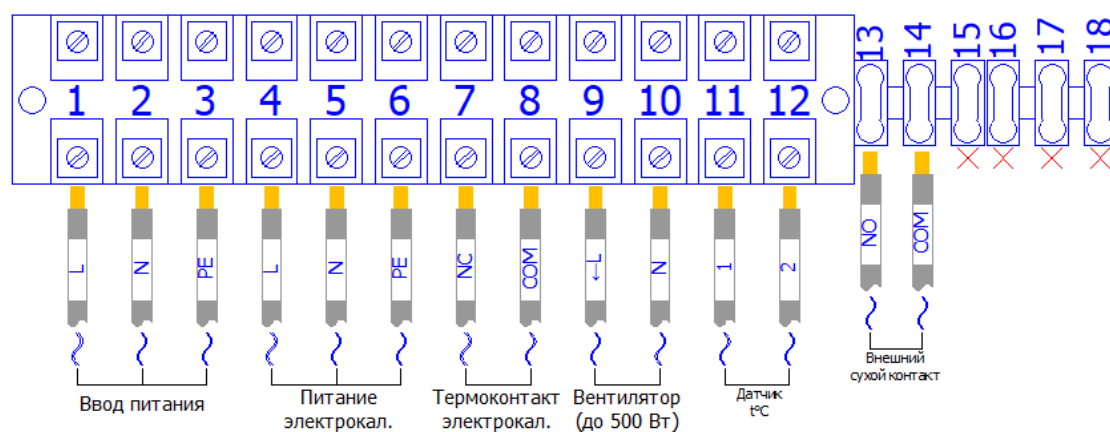 1 2 3 4 5 6 7 8 9 10 11 12 13 14 15 16 17 18
L N PE L N PE NC COM ←L N 1 2 NO COM
Ввод питания
Питание
электрокал.
Термоконтакт
электрокал.
Вентилятор
(до 500 Вт)
Датчик
t°C
Внешний
сухой контакт